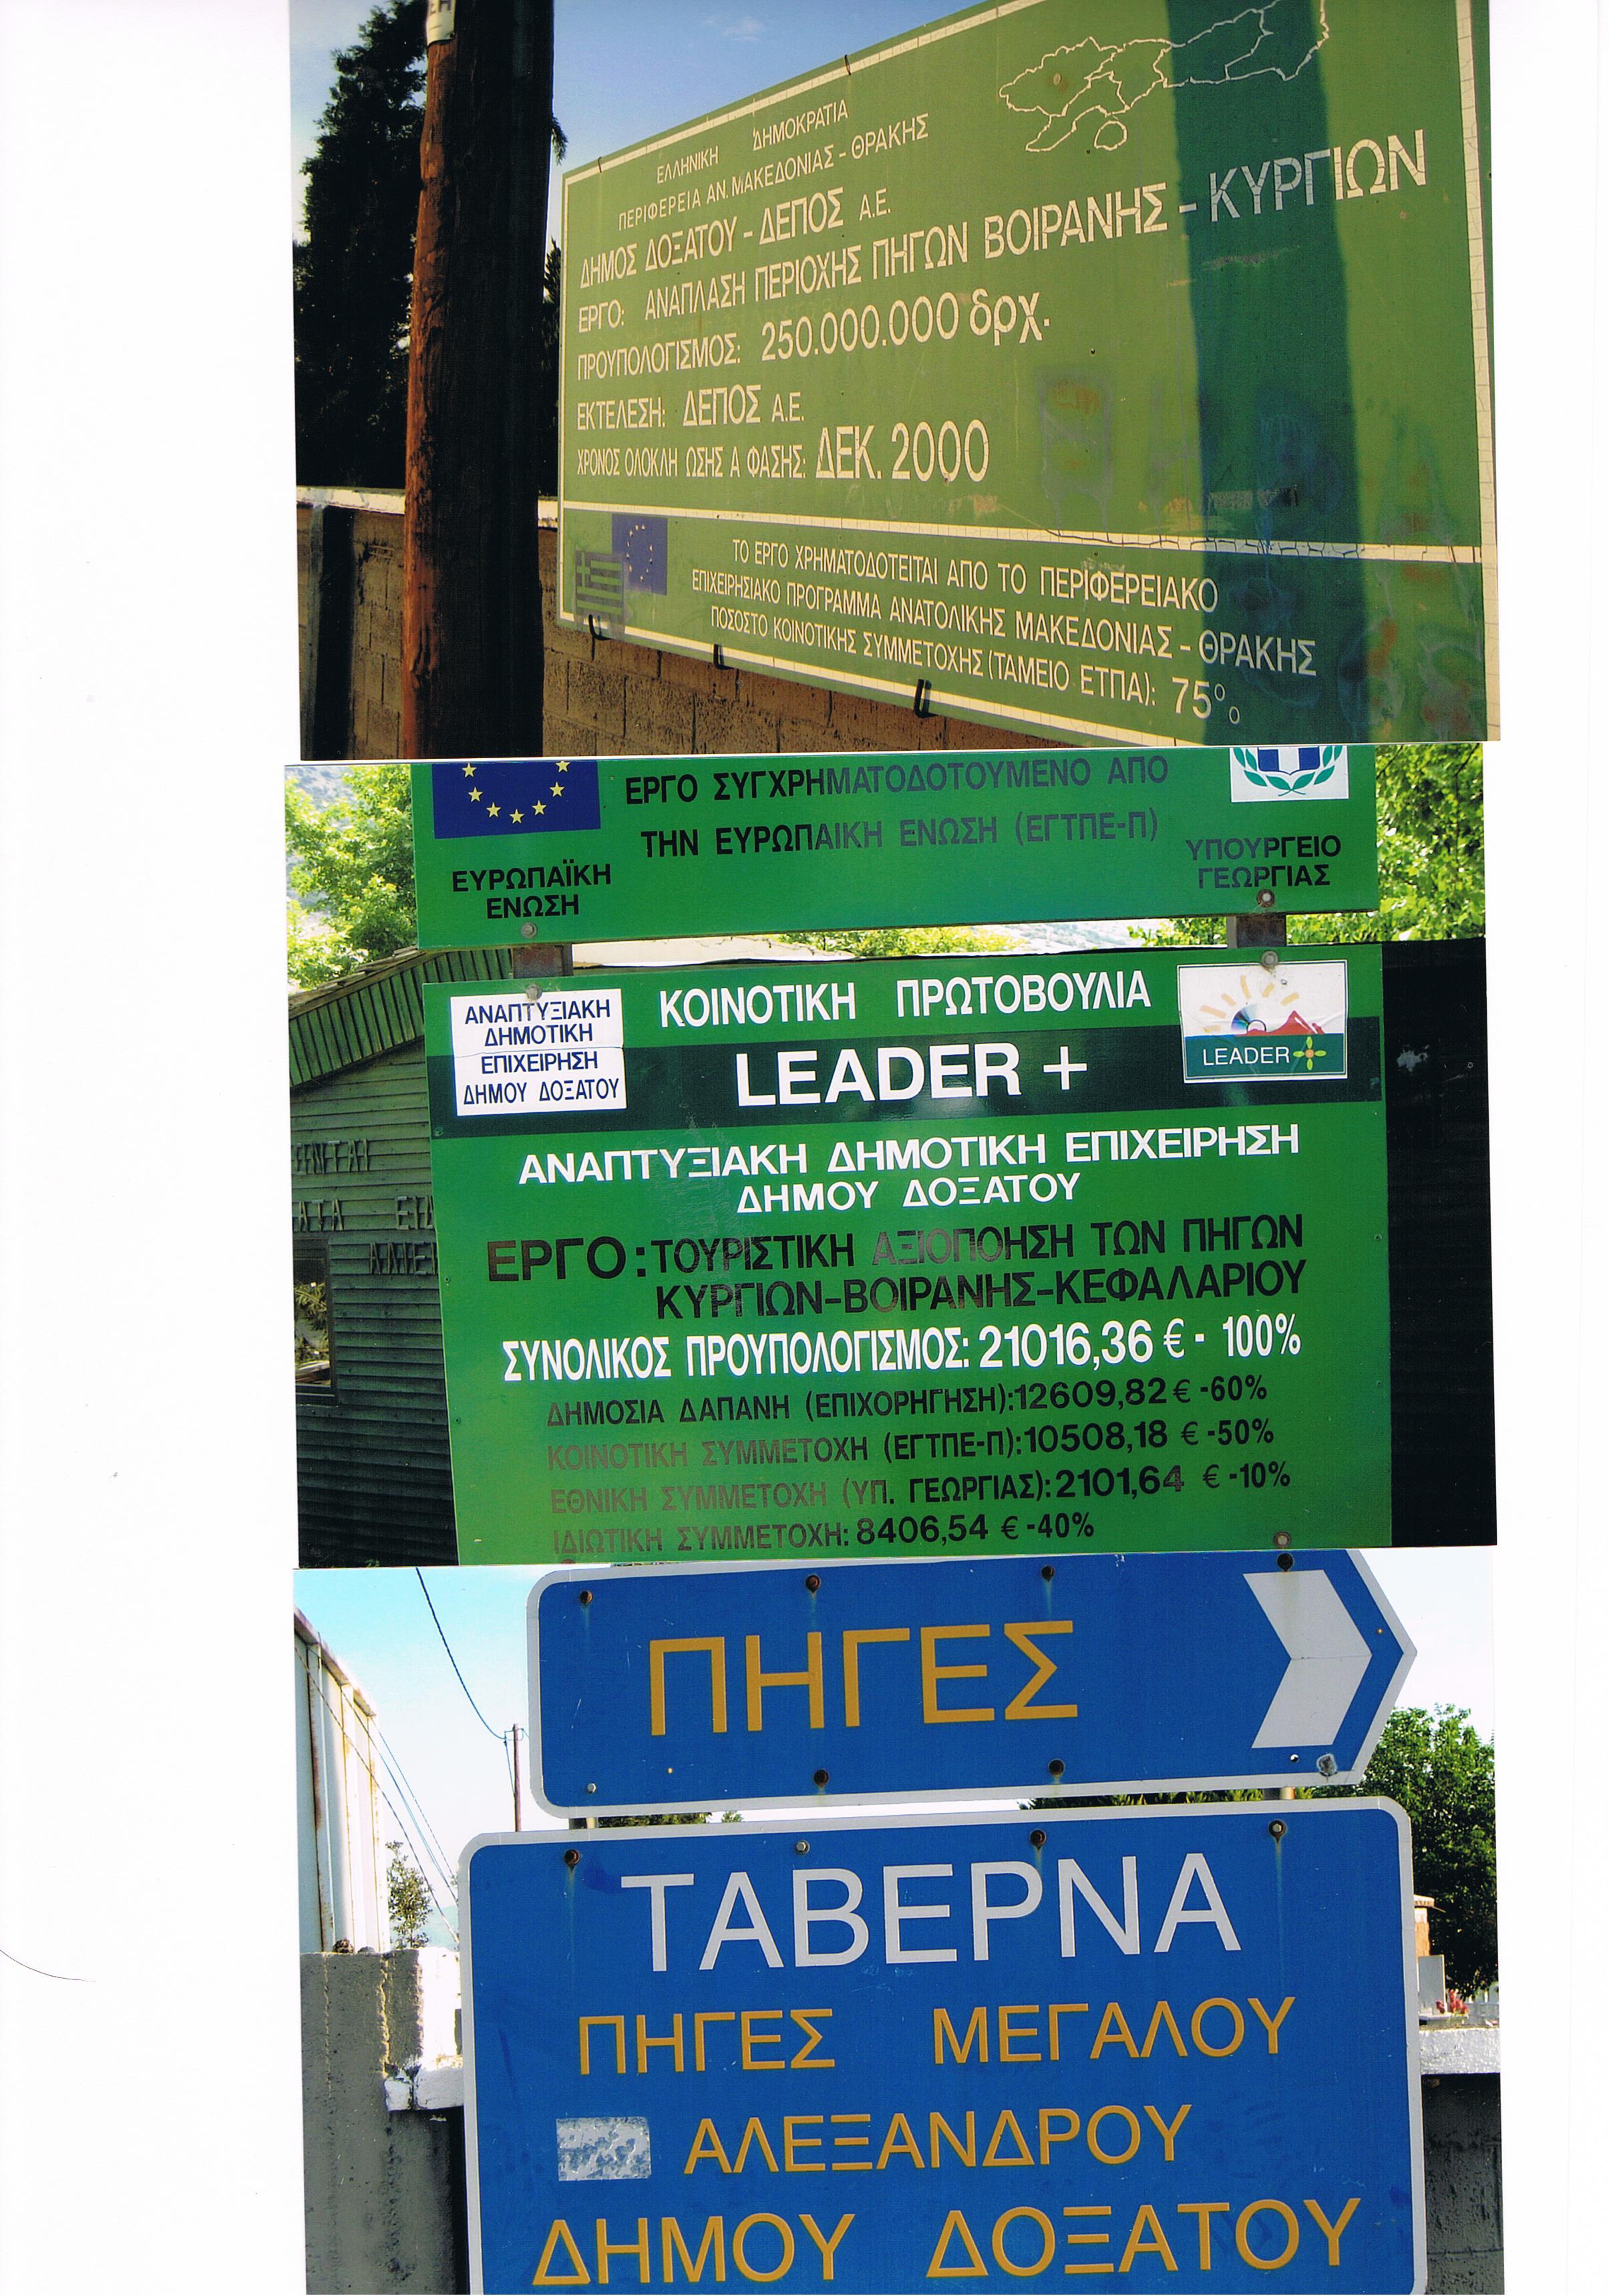 ΕΛΛΗΝΙΚΗ ΔΗΜΟΚΡΑΤΙΑ
ΠΕΡΙΦΕΡΕΙΑ ΑΝ. ΜΑΚΕΔΟΝΙΑΣ - ΘΡΑΚΗΣ
ΔΗΜΟΣ ΔΟΞΑΤΟΥ - ΔΕΠΟΣ Α.Ε.
ΕΡΓΟ: ΑΝΑΠΛΑΣΗ ΠΕΡΙΟΧΗΣ ΠΗΓΩΝ ΒΟΙΡΑΝΗΣ - ΚΥΡΓΙΩΝ
ΠΡΟΥΠΟΛΟΓΙΣΜΟΣ: 250.000.000 δρχ.
ΕΚΤΕΛΕΣΗ: ΔΕΠΟΣ Α.Ε.
ΧΡΟΝΟΣ ΟΛΟΚΛΗ ΩΣΗΣ Α ΦΑΣΗΣ: ΔΕΚ. 2000
ΤΟ ΕΡΓΟ ΧΡΗΜΑΤΟΔΟΤΕΙΤΑΙ ΑΠΟ ΤΟ ΠΕΡΙΦΕΡΕΙΑΚΟ
ΕΠΙΧΕΙΡΗΣΙΑΚΟ ΠΡΟΓΡΑΜΜΑ ΑΝΑΤΟΛΙΚΗΣ ΜΑΚΕΔΟΝΙΑΣ - ΘΡΑΚΗΣ
ΠΟΣΟΣΤΟ ΚΟΙΝΟΤΙΚΗΣ ΣΥΜΜΕΤΟΧΗΣ (ΤΑΜΕΙΟ ΕΤΠΑ): 75%
ΕΡΓΟ ΣΥΓΧΡΗΜΑΤΟΔΟΤΟΥΜΕΝΟ ΑΠΟ
ΤΗΝ ΕΥΡΩΠΑΙΚΗ ΕΝΩΣΗ (ΕΓΤΠΕ-Π)
ΕΥΡΩΠΑΪΚΗ
ΕΝΩΣΗ
ΥΠΟΥΡΓΕΙΟ
ΓΕΩΡΓΙΑΣ
ΑΝΑΠΤΥΞΙΑΚΗ
ΔΗΜΟΤΙΚΗ
ΕΠΙΧΕΙΡΗΣΗ
ΔΗΜΟΥ ΔΟΞΑΤΟΥ
ΚΟΙΝΟΤΙΚΗ ΠΡΩΤΟΒΟΥΛΙΑ
LEADER +
LEADER
ΑΝΑΠΤΥΞΙΑΚΗ ΔΗΜΟΤΙΚΗ ΕΠΙΧΕΙΡΗΣΗ
ΔΗΜΟΥ ΔΟΞΑΤΟΥ
ΕΡΓΟ: ΤΟΥΡΙΣΤΙΚΗ ΑΞΙΟΠΟΗΣΗ ΤΩΝ ΠΗΓΩΝ
ΚΥΡΓΙΩΝ-ΒΟΙΡΑΝΗΣ-ΚΕΦΑΛΑΡΙΟΥ
ΣΥΝΟΛΙΚΟΣ ΠΡΟΥΠΟΛΟΓΙΣΜΟΣ: 21016,36 € - 100%
ΔΗΜΟΣΙΑ ΔΑΠΑΝΗ (ΕΠΙΧΟΡΗΓΗΣΗ): 12609,82 € -60%
ΚΟΙΝΟΤΙΚΗ ΣΥΜΜΕΤΟΧΗ (ΕΓΤΠΕ-Π): 10508,18 € -50%
ΕΘΝΙΚΗ ΣΥΜΜΕΤΟΧΗ (ΥΠ. ΓΕΩΡΓΙΑΣ): 2101,64 € -10%
ΙΔΙΩΤΙΚΗ ΣΥΜΜΕΤΟΧΗ: 8406,54 € -40%
ΠΗΓΕΣ
ΤΑΒΕΡΝΑ
ΠΗΓΕΣ ΜΕΓΑΛΟΥ
ΑΛΕΞΑΝΔΡΟΥ
ΔΗΜΟΥ ΔΟΞΑΤΟΥ